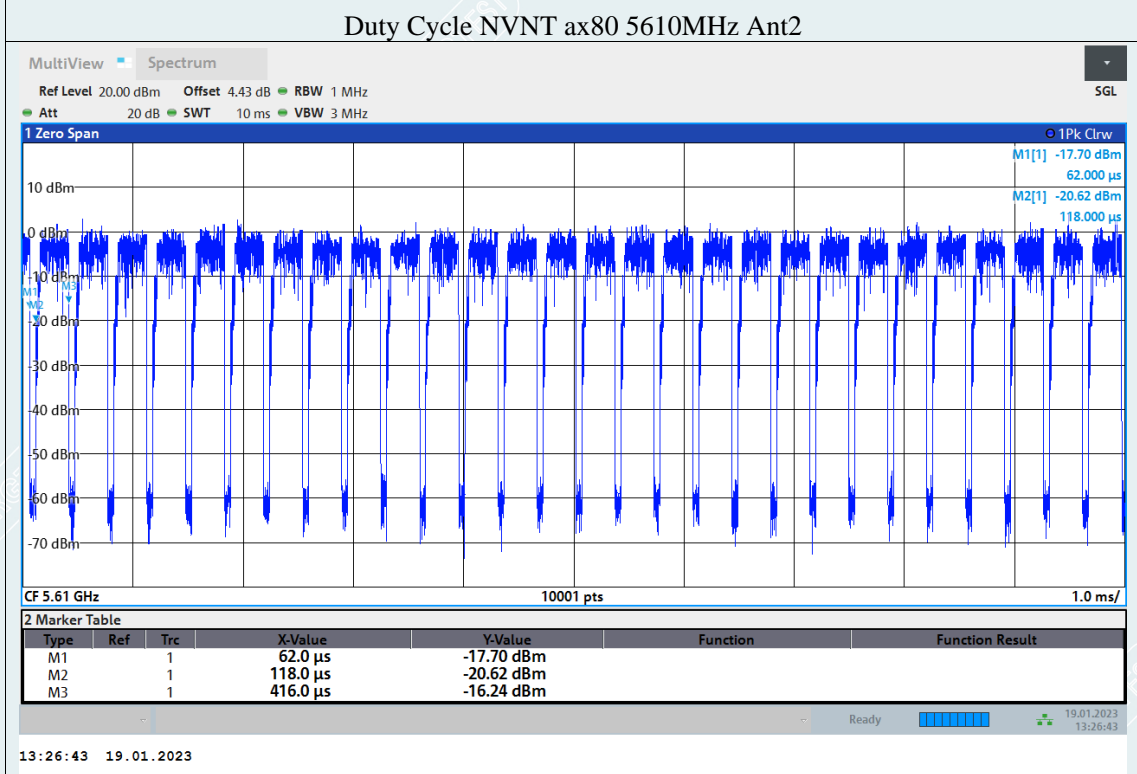 Duty Cycle NVNT ax80 5610MHz Ant2
MultiView Spectrum
Ref Level 20.00 dBm Offset 4.43 dB RBW 1 MHz SGL
Att 20 dB SWT 10 ms VBW 3 MHz
1 Zero Span 1Pk Clrw
M1[1] -17.70 dBm
62.000 µs
M2[1] -20.62 dBm
118.000 µs
10 dBm
0 dBm
-10 dBm
M1
M3
M2
-20 dBm
-30 dBm
-40 dBm
-50 dBm
-60 dBm
-70 dBm
CF 5.61 GHz 10001 pts 1.0 ms/
2 Marker Table
Type Ref Trc X-Value Y-Value Function Function Result
M1 1 62.0 µs -17.70 dBm
M2 1 118.0 µs -20.62 dBm
M3 1 416.0 µs -16.24 dBm
Ready 19.01.2023
13:26:43
13:26:43 19.01.2023